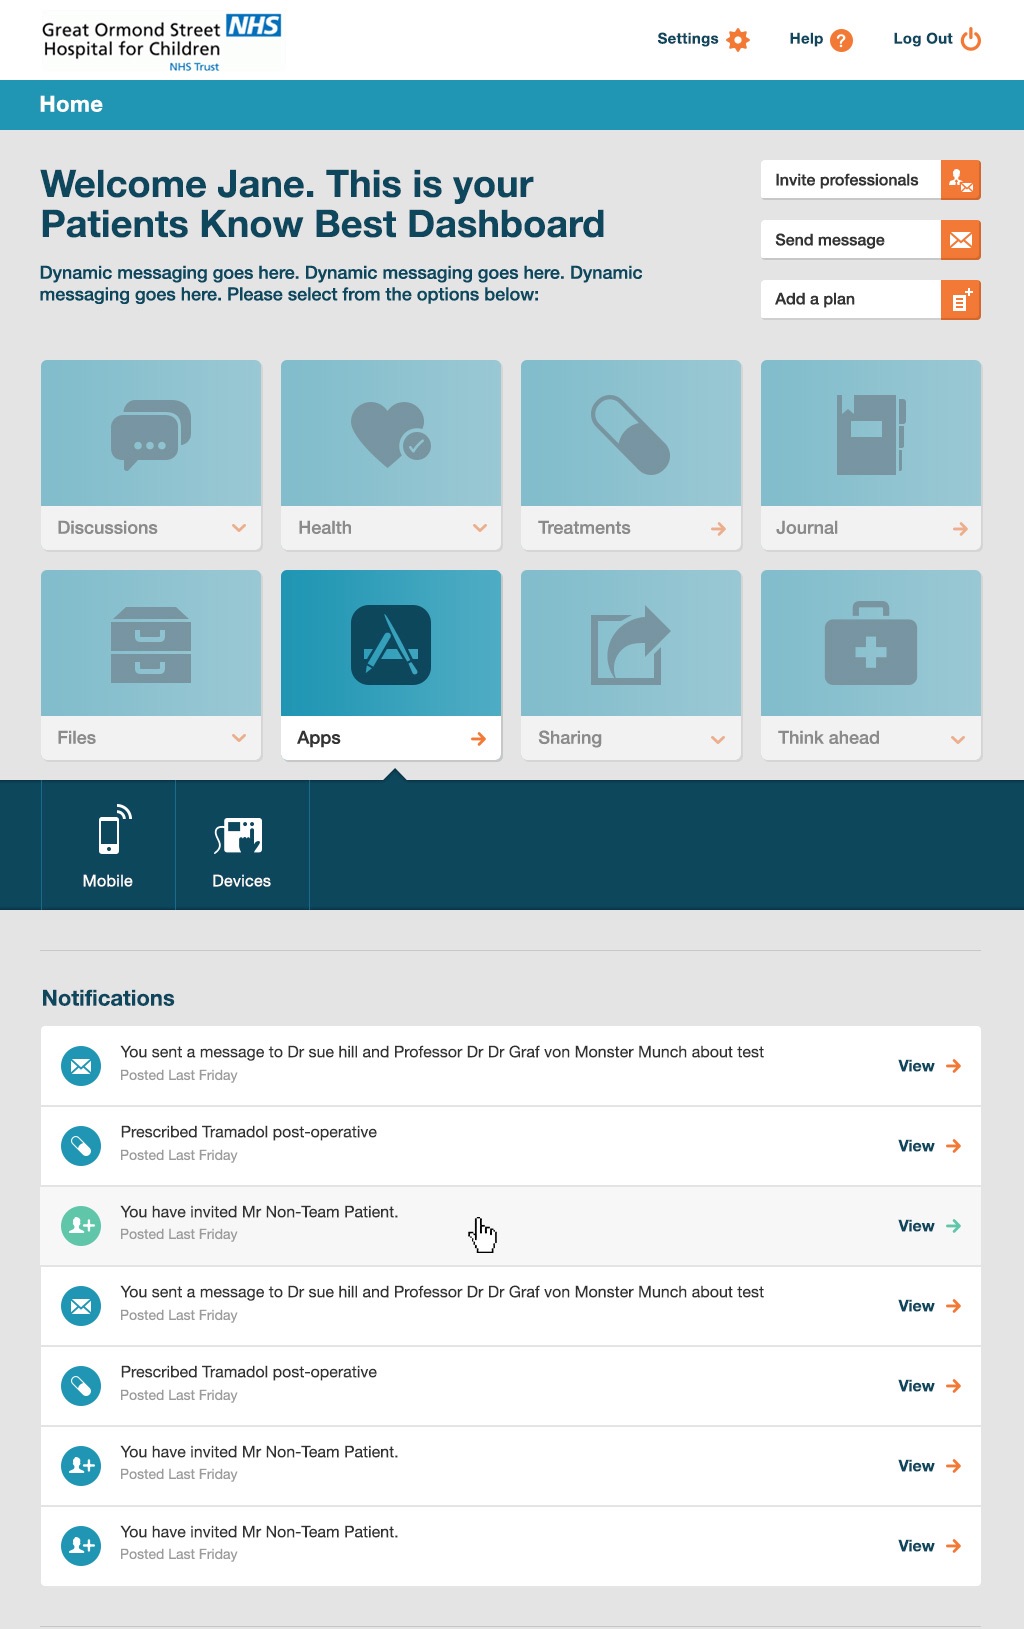 Great Ormond Street NHS
Hospital for Children
NHS Trust
Settings
Help ?
Log Out
Home
Welcome Jane. This is your
Patients Know Best Dashboard
Dynamic messaging goes here. Dynamic messaging goes here. Dynamic
messaging goes here. Please select from the options below:
Invite professionals
Send message
Add a plan
Discussions
Health
Treatments
Journal
Files
Apps
Sharing
Think ahead
Mobile
Devices
Notifications
You sent a message to Dr sue hill and Professor Dr Dr Graf von Monster Munch about test
Posted Last Friday
View
Prescribed Tramadol post-operative
Posted Last Friday
View
You have invited Mr Non-Team Patient.
Posted Last Friday
View
You sent a message to Dr sue hill and Professor Dr Dr Graf von Monster Munch about test
Posted Last Friday
View
Prescribed Tramadol post-operative
Posted Last Friday
View
You have invited Mr Non-Team Patient.
Posted Last Friday
View
You have invited Mr Non-Team Patient.
Posted Last Friday
View